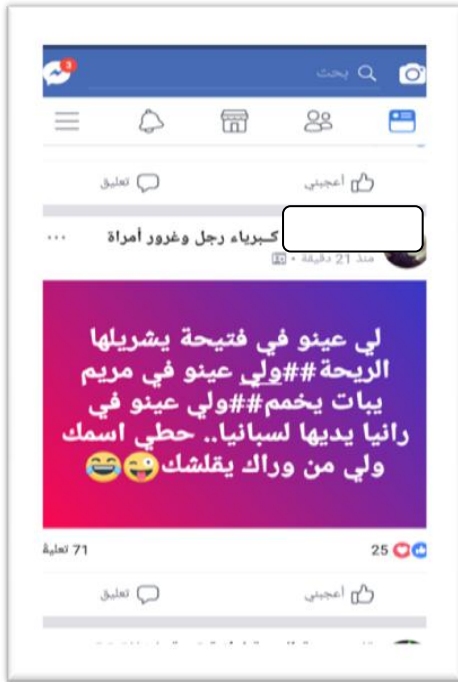 3
بحث
أعجبني
تعليق
كبرياء رجل وغرور أمراة
...
منذ 21 دقيقة ·
لي عينو في فتيحة يشريلها
الريحة##ولي عينو في مريم
يبات يخمم##ولي عينو في
رانيا يديها لسبانيا.. حطي اسمك
ولي من وراك يقلشك
25
71 تعليق
أعجبني
تعليق